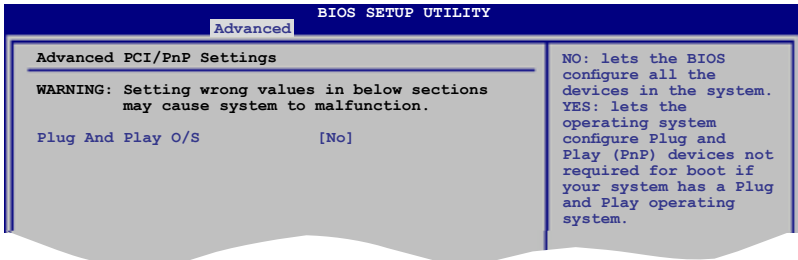 BIOS SETUP UTILITY
Advanced
Advanced PCI/PnP Settings
WARNING: Setting wrong values in below sections
may cause system to malfunction.
Plug And Play O/S [No]
NO: lets the BIOS
configure all the
devices in the system.
YES: lets the
operating system
configure Plug and
Play (PnP) devices not
required for boot if
your system has a Plug
and Play operating
system.